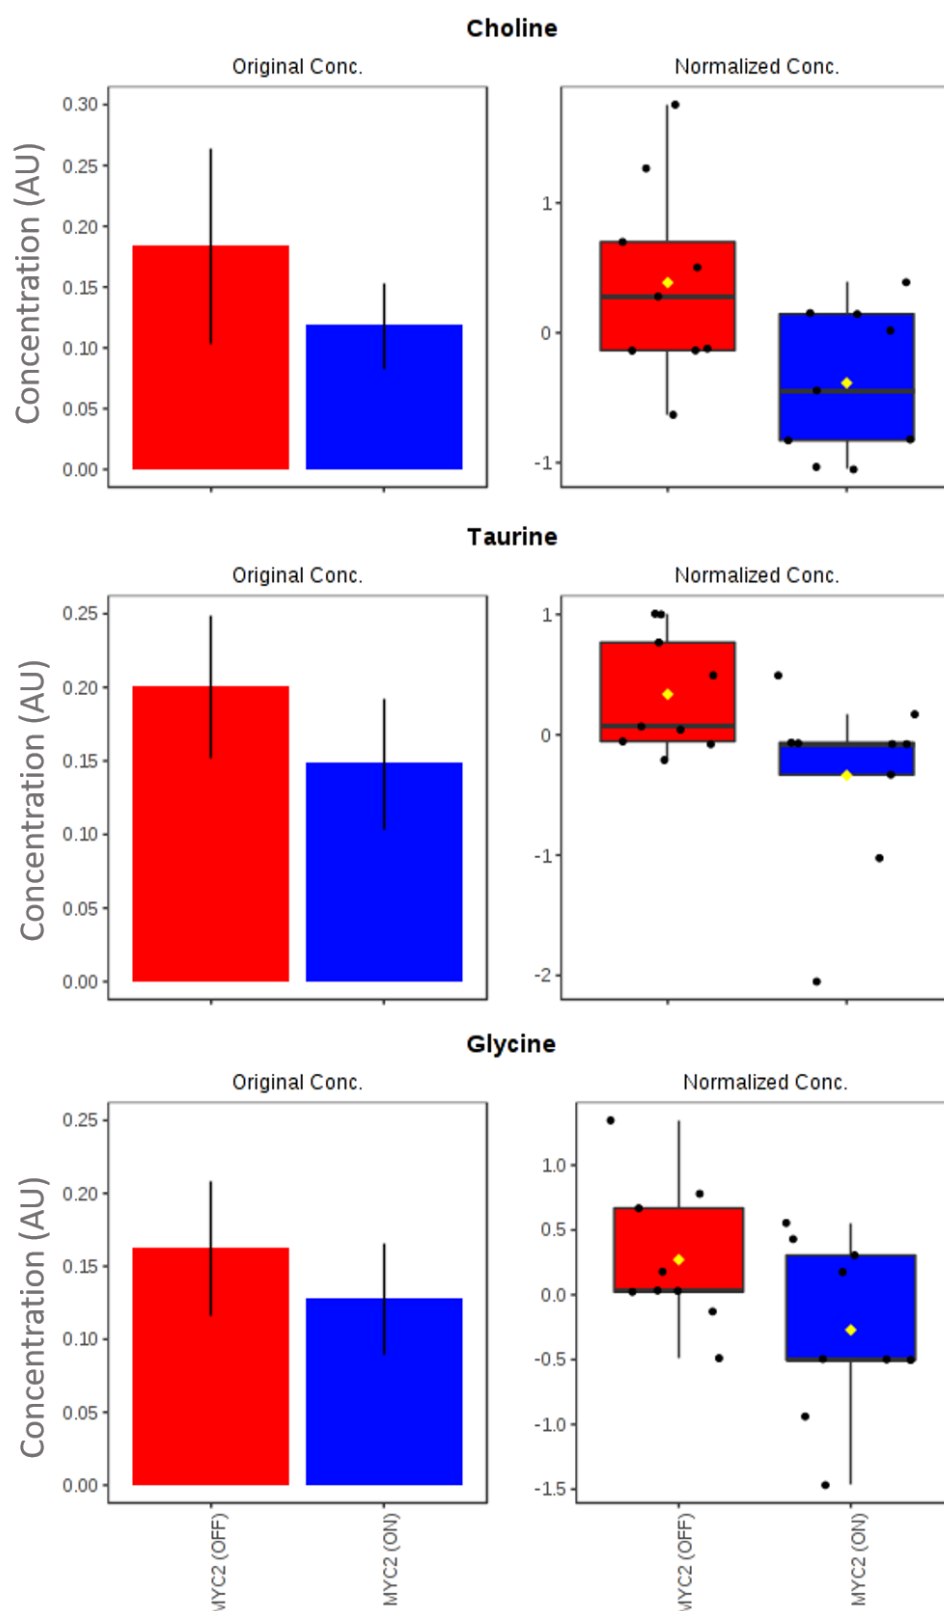 Choline
Original Conc.
Normalized Conc.
Concentration (AU)
0.30
0.25
0.20
0.15
0.10
0.05
0.00
1
0
-1
Taurine
Original Conc.
Normalized Conc.
Concentration (AU)
0.25
0.20
0.15
0.10
0.05
0.00
1
0
-1
-2
Glycine
Original Conc.
Normalized Conc.
Concentration (AU)
0.25
0.20
0.15
0.10
0.05
0.00
1.0
0.5
0.0
-0.5
-1.0
-1.5
MYC2 (OFF)
MYC2 (ON)
MYC2 (OFF)
MYC2 (ON)